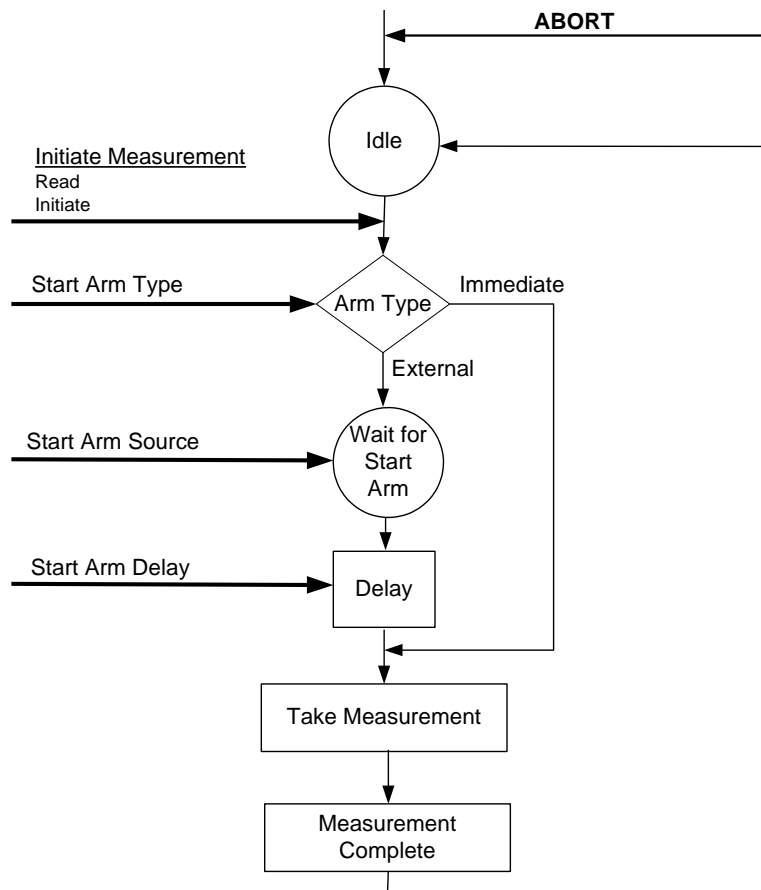 ABORT
Idle
Initiate Measurement
Read
Initiate
Start Arm Type
Arm Type
Immediate
External
Start Arm Source
Wait for
Start
Arm
Start Arm Delay
Delay
Take Measurement
Measurement
Complete